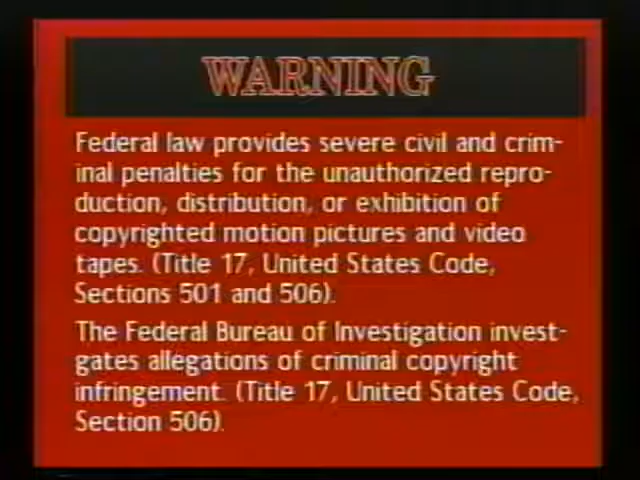 WARNING
Federal law provides severe civil and crim-
inal penalties for the unauthorized repro-
duction, distribution, or exhibition of
copyrighted motion pictures and video
tapes. (Title 17, United States Code,
Sections 501 and 506).
The Federal Bureau of Investigation invest-
gates allegations of criminal copyright
infringement. (Title 17, United States Code,
Section 506).